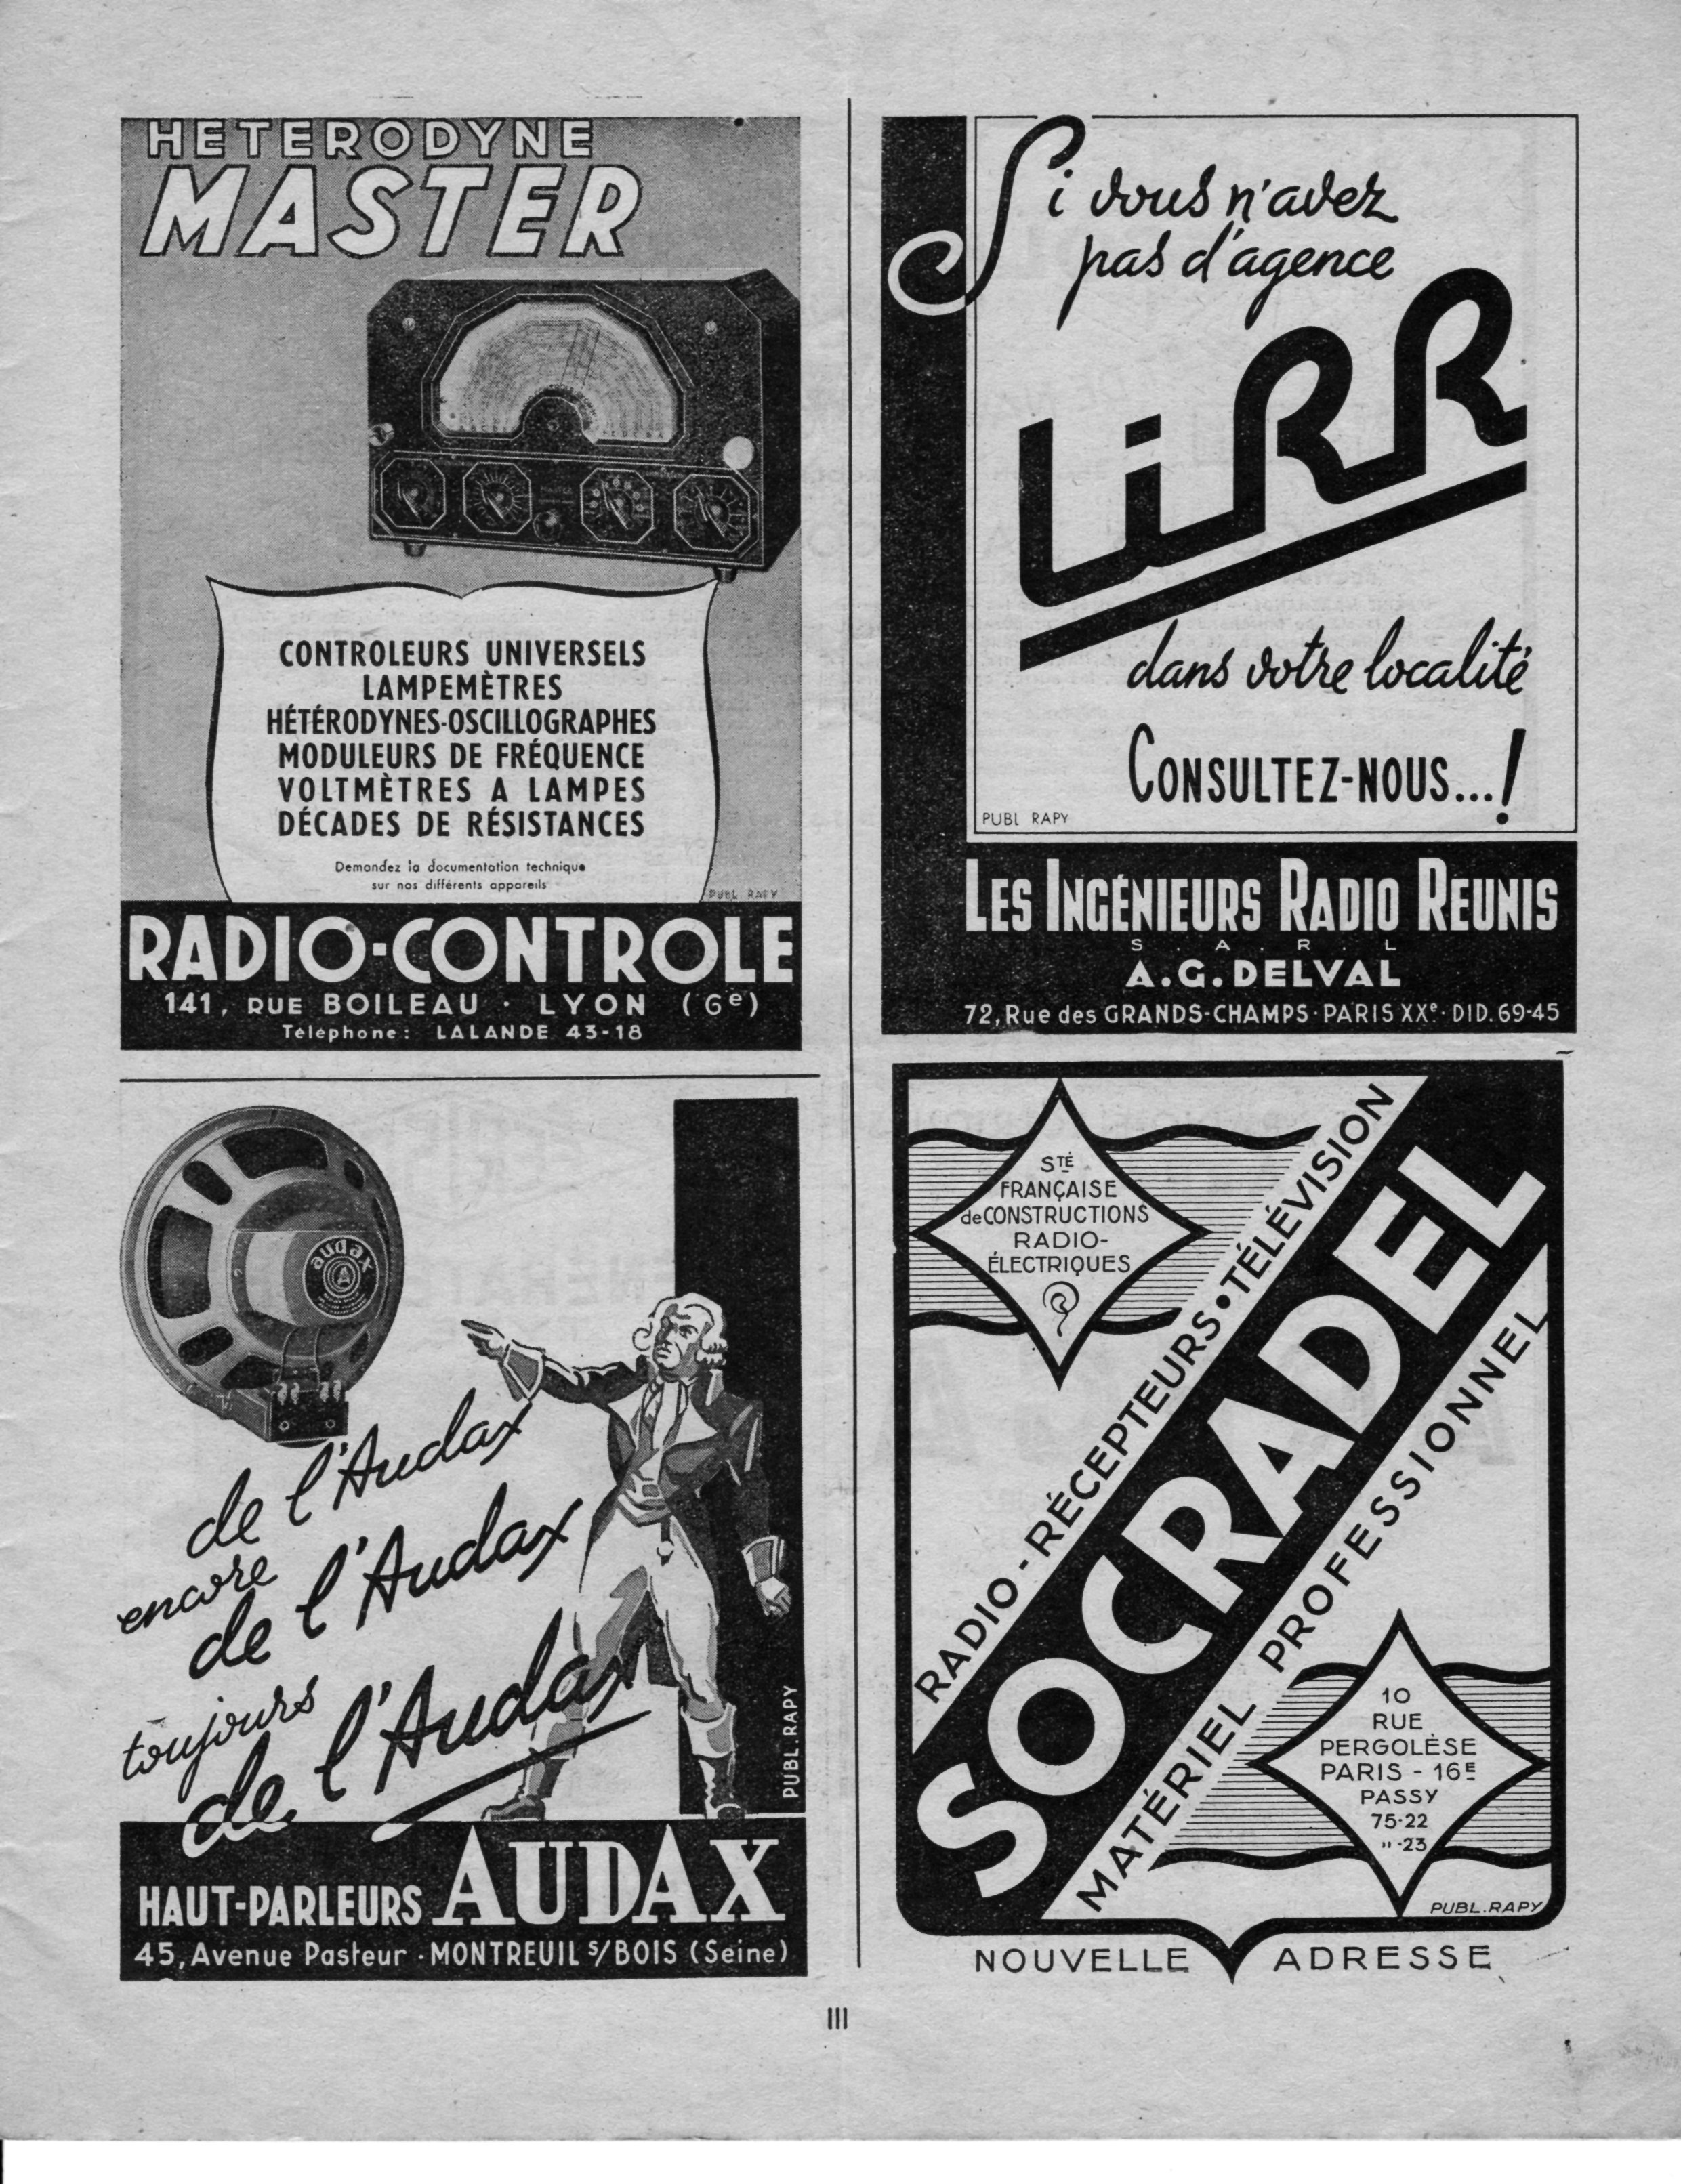 HETERODYNE
MASTER
CONTROLEURS UNIVERSELS
LAMPEMÈTRES
HÉTÉRODYNES-OSCILLOGRAPHES
MODULEURS DE FRÉQUENCE
VOLTMÈTRES A LAMPES
DÉCADES DE RÉSISTANCES
Demandez la documentation technique
sur nos différents appareils
PUBL. RAPY
RADIO-CONTROLE
141, RUE BOILEAU · LYON (6e)
Téléphone: LALANDE 43-18
Si vous n'avez
pas d'agence
LiRR
dans votre localité
CONSULTEZ-NOUS...!
PUBL RAPY
LES INGÉNIEURS RADIO RÉUNIS
S.A.R.L
A.G.DELVAL
72, Rue des GRANDS-CHAMPS · PARIS XXe · DID. 69-45
audax
A
de l'Audax
encore
de l'Audax
toujours
de l'Audax
PUBL. RAPY
HAUT-PARLEURS AUDAX
45, Avenue Pasteur · MONTREUIL s/BOIS (Seine)
STÉ
FRANÇAISE
de CONSTRUCTIONS
RADIO-
ÉLECTRIQUES
RADIO-RÉCEPTEURS•TÉLÉVISION
SOCRADEL
MATÉRIEL PROFESSIONNEL
10
RUE
PERGOLÈSE
PARIS - 16E
PASSY
75-22
" -23
PUBL. RAPY
NOUVELLE ADRESSE
III